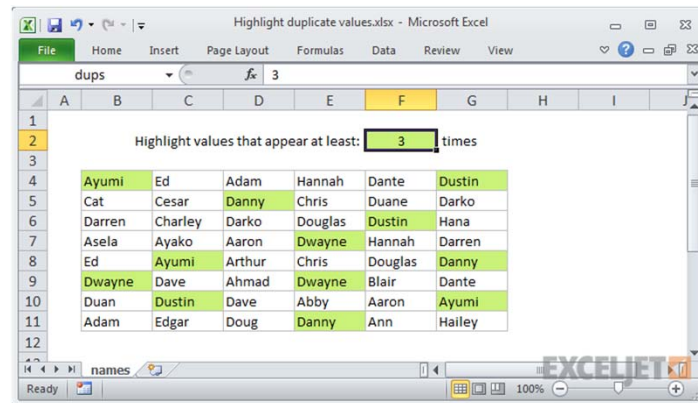 Highlight duplicate values.xlsx - Microsoft Excel
File Home Insert Page Layout Formulas Data Review View
dups fx 3
A B C D E F G H I J
1
2 Highlight values that appear at least: 3 times
3
4 Ayumi Ed Adam Hannah Dante Dustin
5 Cat Cesar Danny Chris Duane Darko
6 Darren Charley Darko Douglas Dustin Hana
7 Asela Ayako Aaron Dwayne Hannah Darren
8 Ed Ayumi Arthur Chris Douglas Danny
9 Dwayne Dave Ahmad Dwayne Blair Dante
10 Duan Dustin Dave Abby Aaron Ayumi
11 Adam Edgar Doug Danny Ann Hailey
12
names EXCELJET
Ready 100%